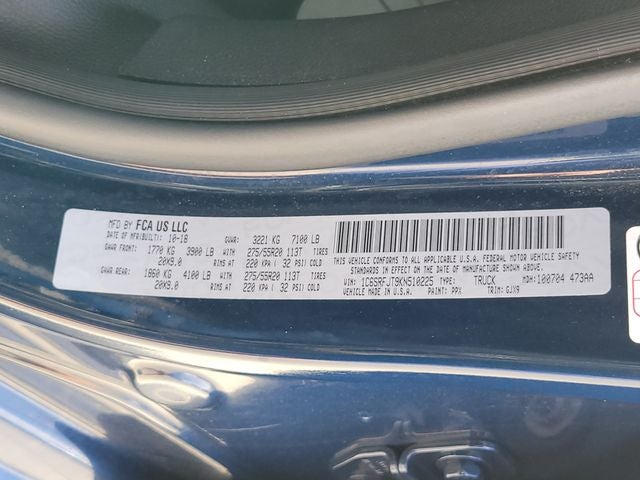 MFD BY FCA US LLC
DATE OF MFR(BUILT): 10-18 GVWR: 3221 KG 7100 LB
GAWR FRONT: 1770 KG 3900 LB WITH 275/55R20 113T TIRES
20X9.0 RIMS AT 220 KPA ( 32 PSI) COLD
GAWR REAR: 1860 KG 4100 LB WITH 275/55R20 113T TIRES
20X9.0 RIMS AT 220 KPA ( 32 PSI) COLD
THIS VEHICLE CONFORMS TO ALL APPLICABLE U.S.A. FEDERAL MOTOR VEHICLE SAFETY
STANDARDS IN EFFECT ON THE DATE OF MANUFACTURE SHOWN ABOVE.
VIN: 1C6SRFJT9KN510225 TYPE: TRUCK MDH:100704 473AA
VEHICLE MADE IN U.S.A. PAINT: PPX TRIM: GJX9